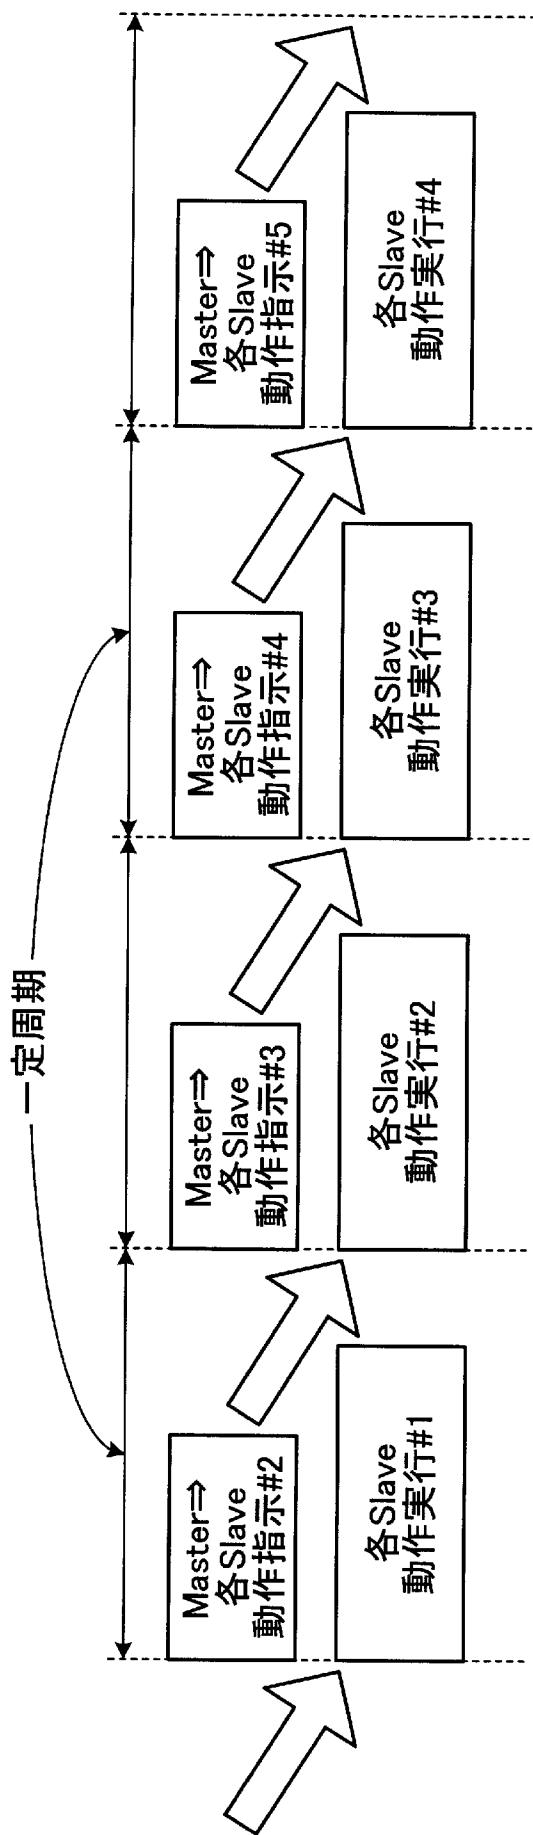 一定周期
Master⇒
各Slave
動作指示#2
Master⇒
各Slave
動作指示#3
Master⇒
各Slave
動作指示#4
Master⇒
各Slave
動作指示#5
各Slave
動作実行#1
各Slave
動作実行#2
各Slave
動作実行#3
各Slave
動作実行#4